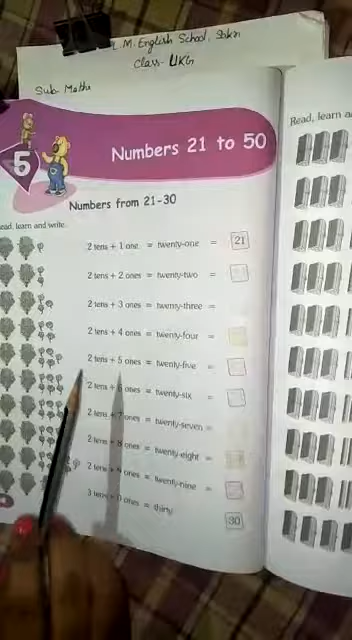 L.M. English School,
Class- UKG
Sub- Maths
5
Numbers 21 to 50
Numbers from 21-30
ead, learn and write.
2 tens + 1 one = twenty-one = 21
2 tens + 2 ones = twenty-two =
2 tens + 3 ones = twenty-three =
2 tens + 4 ones = twenty-four =
2 tens + 5 ones = twenty-five =
2 tens + 6 ones = twenty-six =
2 tens + 7 ones = twenty-seven =
2 tens + 8 ones = twenty-eight =
2 tens + 9 ones = twenty-nine =
3 tens + 0 ones = thirty 30
Read, learn a